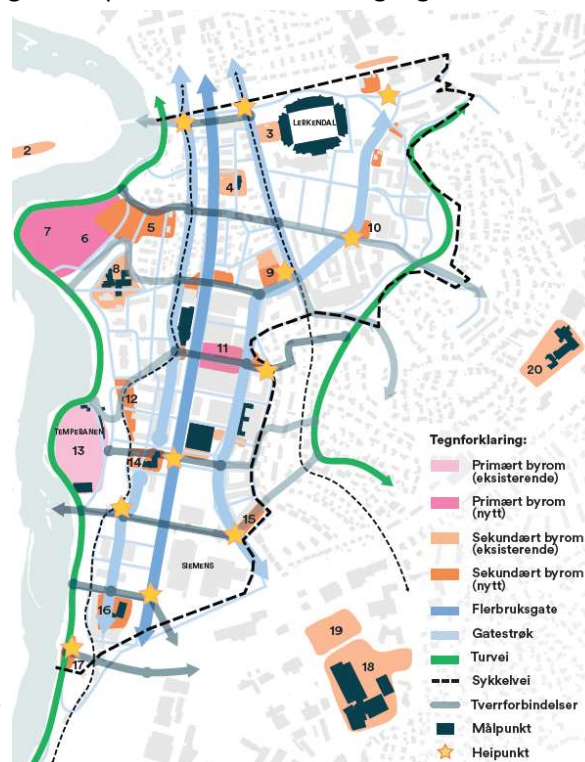 LERKENDAL
2
3
4
7
6
5
10
8
9
11
20
12
TEMPEBANEN
13
14
15
SIEMENS
16
17
19
18
Tegnforklaring:
Primært byrom
(eksisterende)
Primært byrom
(nytt)
Sekundært byrom
(eksisterende)
Sekundært byrom
(nytt)
Flerbruksgate
Gatestrøk
Turvei
Sykkelvei
Tverrforbindelser
Målpunkt
Heipunkt